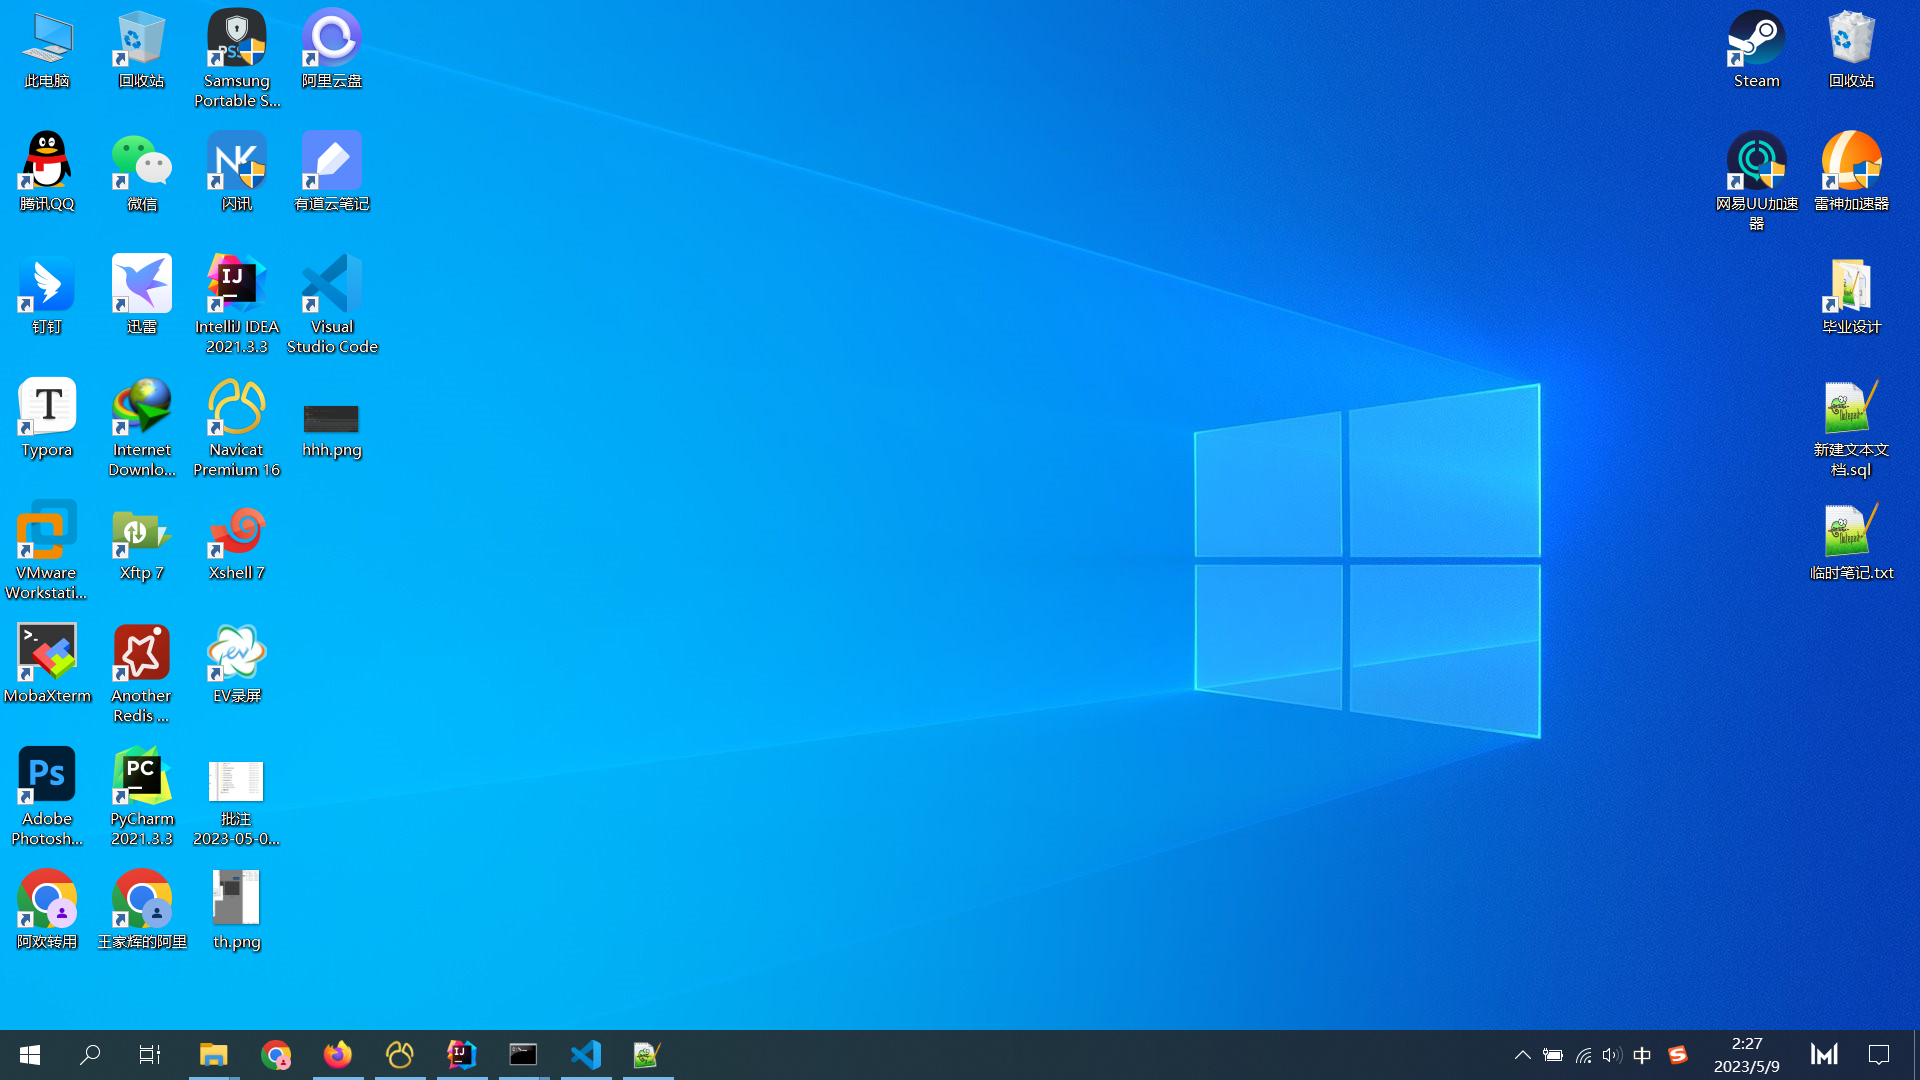 此电脑
回收站
Samsung
Portable S...
阿里云盘
腾讯QQ
微信
闪讯
有道云笔记
钉钉
迅雷
IntelliJ IDEA
2021.3.3
Visual
Studio Code
Typora
Internet
Downlo...
Navicat
Premium 16
hhh.png
VMware
Workstati...
Xftp 7
Xshell 7
MobaXterm
Another
Redis ...
EV录屏
Adobe
Photosh...
PyCharm
2021.3.3
批注
2023-05-0...
阿欢转用
王家辉的阿里
th.png
Steam
回收站
网易UU加速
器
雷神加速器
毕业设计
新建文本文
档.sql
临时笔记.txt
中
2:27
2023/5/9